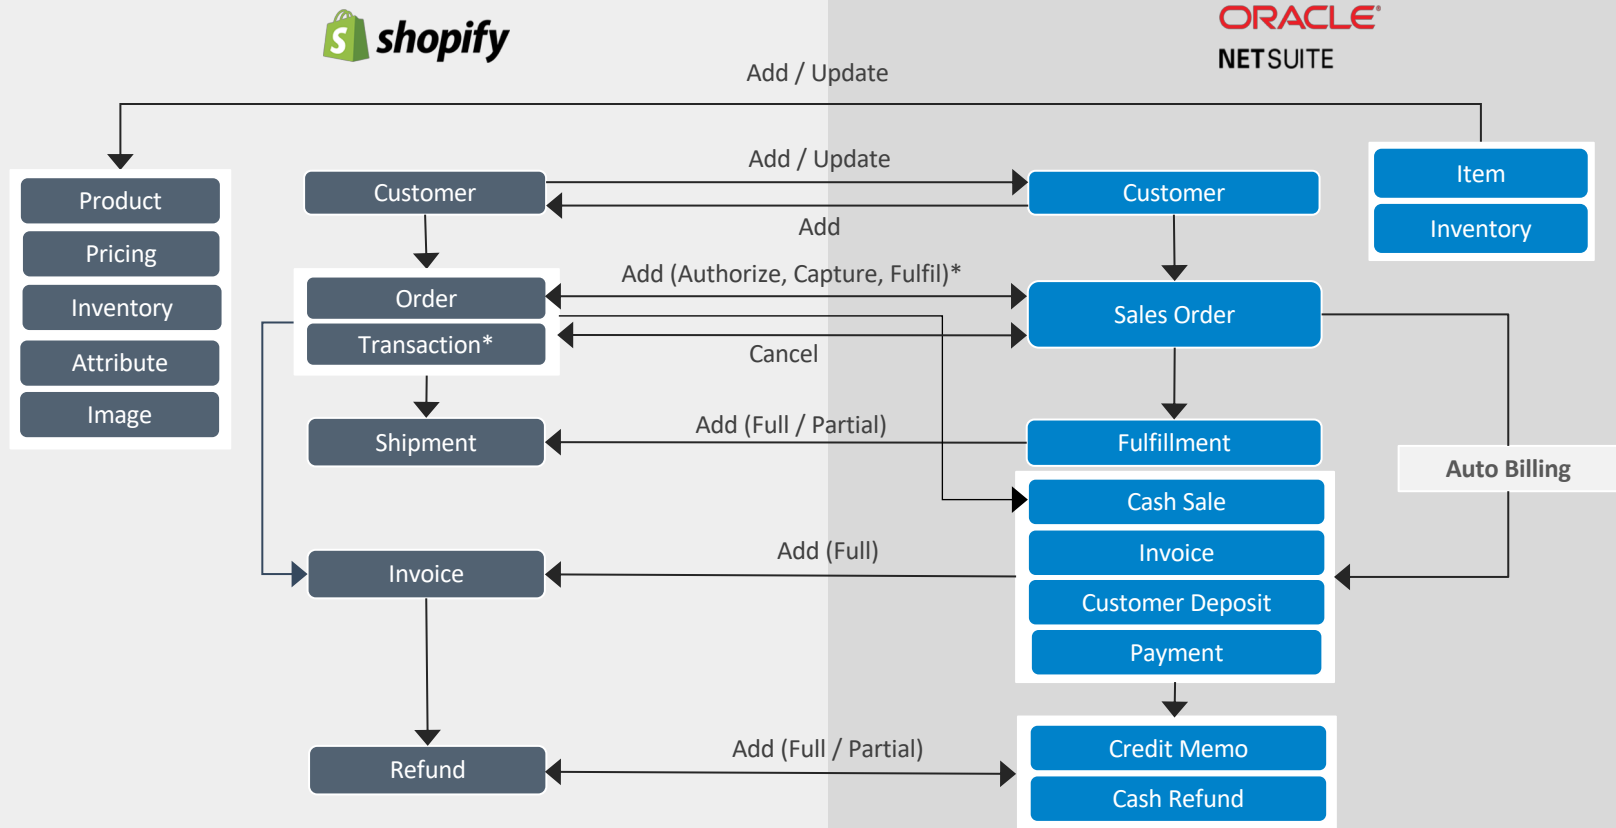 shopify
ORACLE®
NETSUITE
Add / Update
Product
Pricing
Inventory
Attribute
Image
Customer
Add / Update
Add
Customer
Item
Inventory
Order
Transaction*
Add (Authorize, Capture, Fulfil)*
Cancel
Sales Order
Shipment
Add (Full / Partial)
Fulfillment
Auto Billing
Cash Sale
Invoice
Customer Deposit
Payment
Add (Full)
Invoice
Refund
Add (Full / Partial)
Credit Memo
Cash Refund